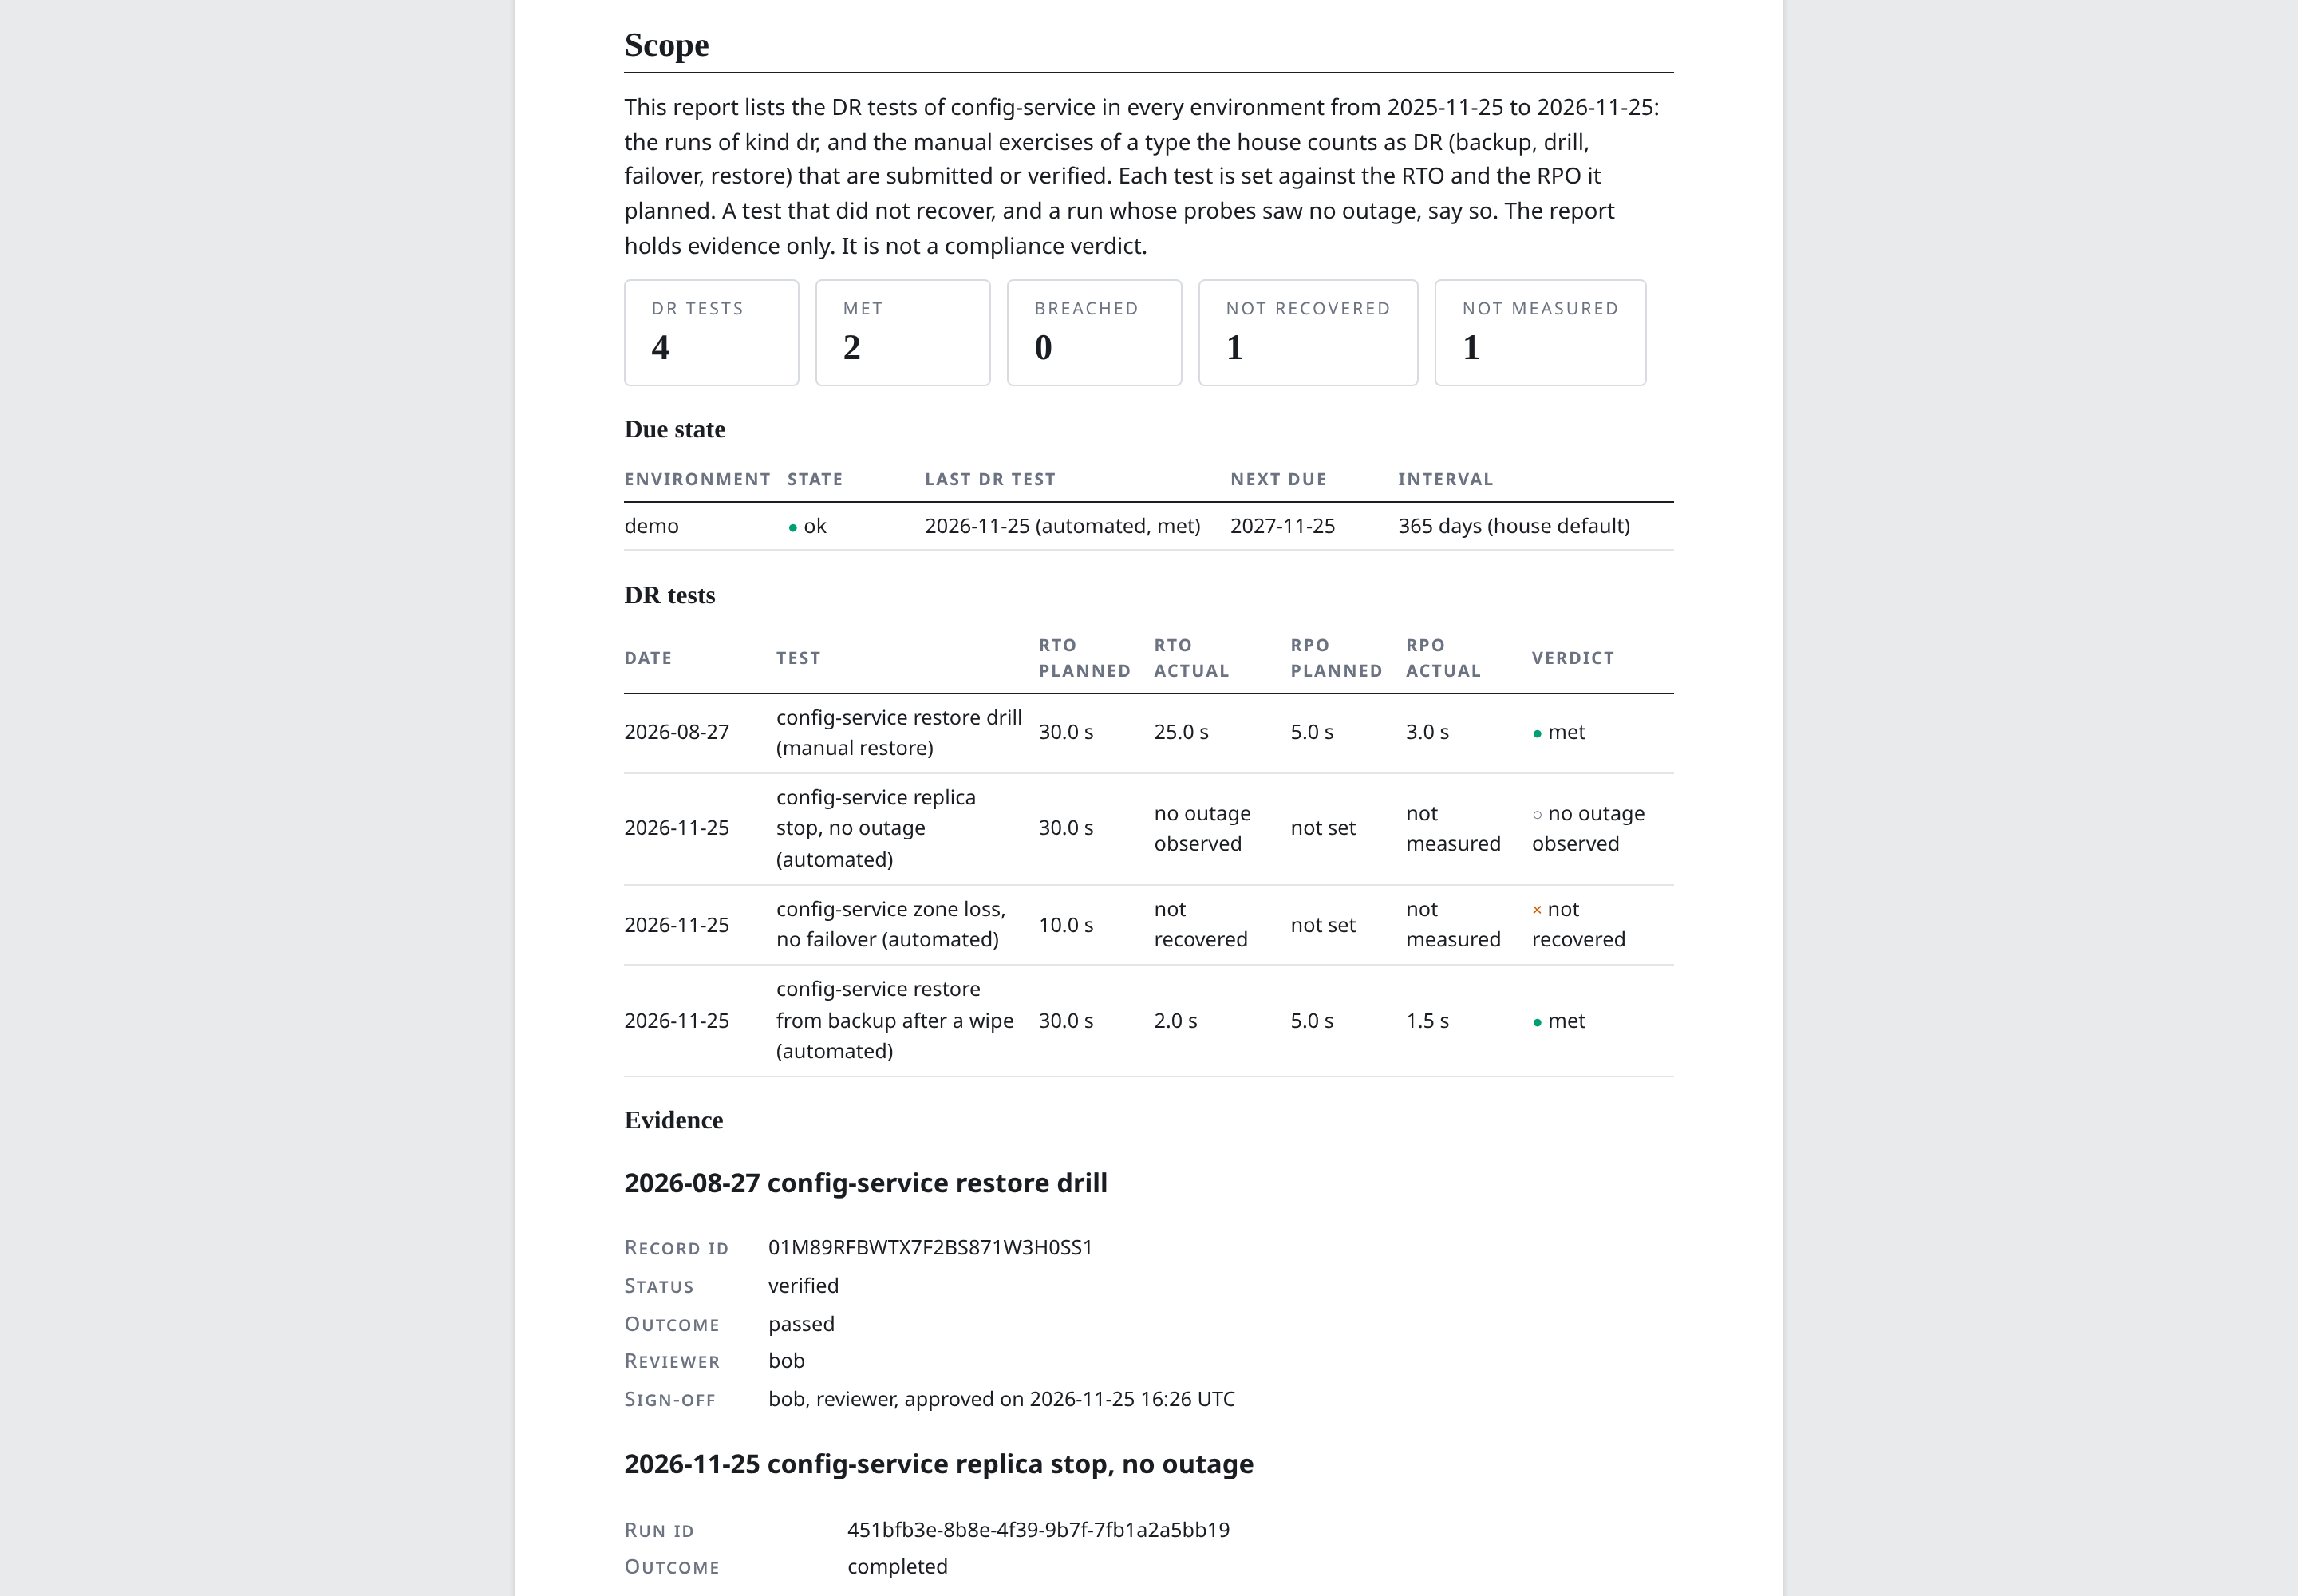 Scope
This report lists the DR tests of config-service in every environment from 2025-11-25 to 2026-11-25:
the runs of kind dr, and the manual exercises of a type the house counts as DR (backup, drill,
failover, restore) that are submitted or verified. Each test is set against the RTO and the RPO it
planned. A test that did not recover, and a run whose probes saw no outage, say so. The report
holds evidence only. It is not a compliance verdict.
DR TESTS
4
MET
2
BREACHED
0
NOT RECOVERED
1
NOT MEASURED
1
Due state
ENVIRONMENT STATE LAST DR TEST NEXT DUE INTERVAL
demo ● ok 2026-11-25 (automated, met) 2027-11-25 365 days (house default)
DR tests
DATE TEST RTO PLANNED RTO ACTUAL RPO PLANNED RPO ACTUAL VERDICT
2026-08-27 config-service restore drill (manual restore) 30.0 s 25.0 s 5.0 s 3.0 s ● met
2026-11-25 config-service replica stop, no outage (automated) 30.0 s no outage observed not set not measured ○ no outage observed
2026-11-25 config-service zone loss, no failover (automated) 10.0 s not recovered not set not measured × not recovered
2026-11-25 config-service restore from backup after a wipe (automated) 30.0 s 2.0 s 5.0 s 1.5 s ● met
Evidence
2026-08-27 config-service restore drill
RECORD ID 01M89RFBWTX7F2BS871W3H0SS1
STATUS verified
OUTCOME passed
REVIEWER bob
SIGN-OFF bob, reviewer, approved on 2026-11-25 16:26 UTC
2026-11-25 config-service replica stop, no outage
RUN ID 451bfb3e-8b8e-4f39-9b7f-7fb1a2a5bb19
OUTCOME completed